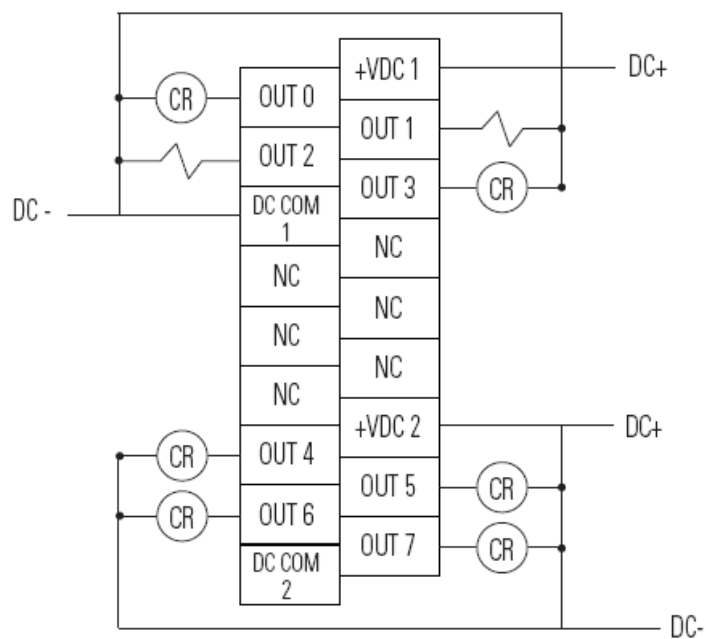 +VDC 1
DC+
CR
OUT 0
OUT 1
OUT 2
OUT 3
CR
DC -
DC COM
1
NC
NC
NC
NC
NC
NC
+VDC 2
DC+
CR
OUT 4
OUT 5
CR
CR
OUT 6
OUT 7
CR
DC COM
2
DC-